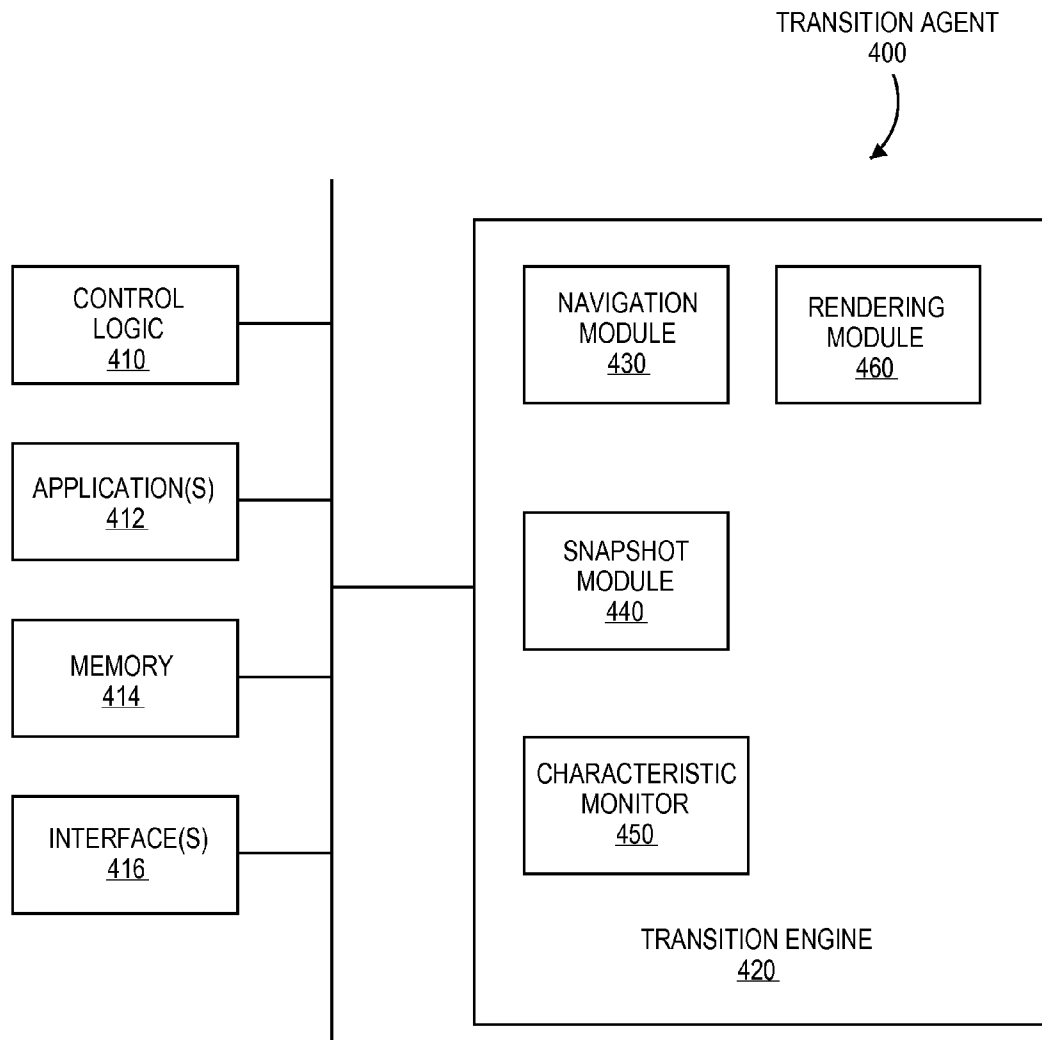 TRANSITION AGENT
400
CONTROL
LOGIC
410
APPLICATION(S)
412
MEMORY
414
INTERFACE(S)
416
NAVIGATION
MODULE
430
RENDERING
MODULE
460
SNAPSHOT
MODULE
440
CHARACTERISTIC
MONITOR
450
TRANSITION ENGINE
420